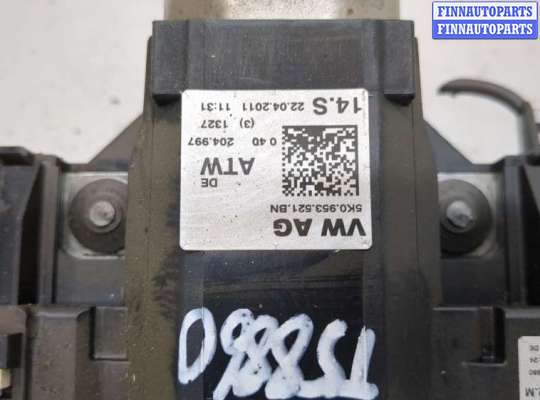 FINNAUTOPARTS
FINNAUTOPARTS
VW AG
5K0.953.521.BN
DE
ATW
0.40 204.997
(3) 1327
22.04.2011 11:31
14.S